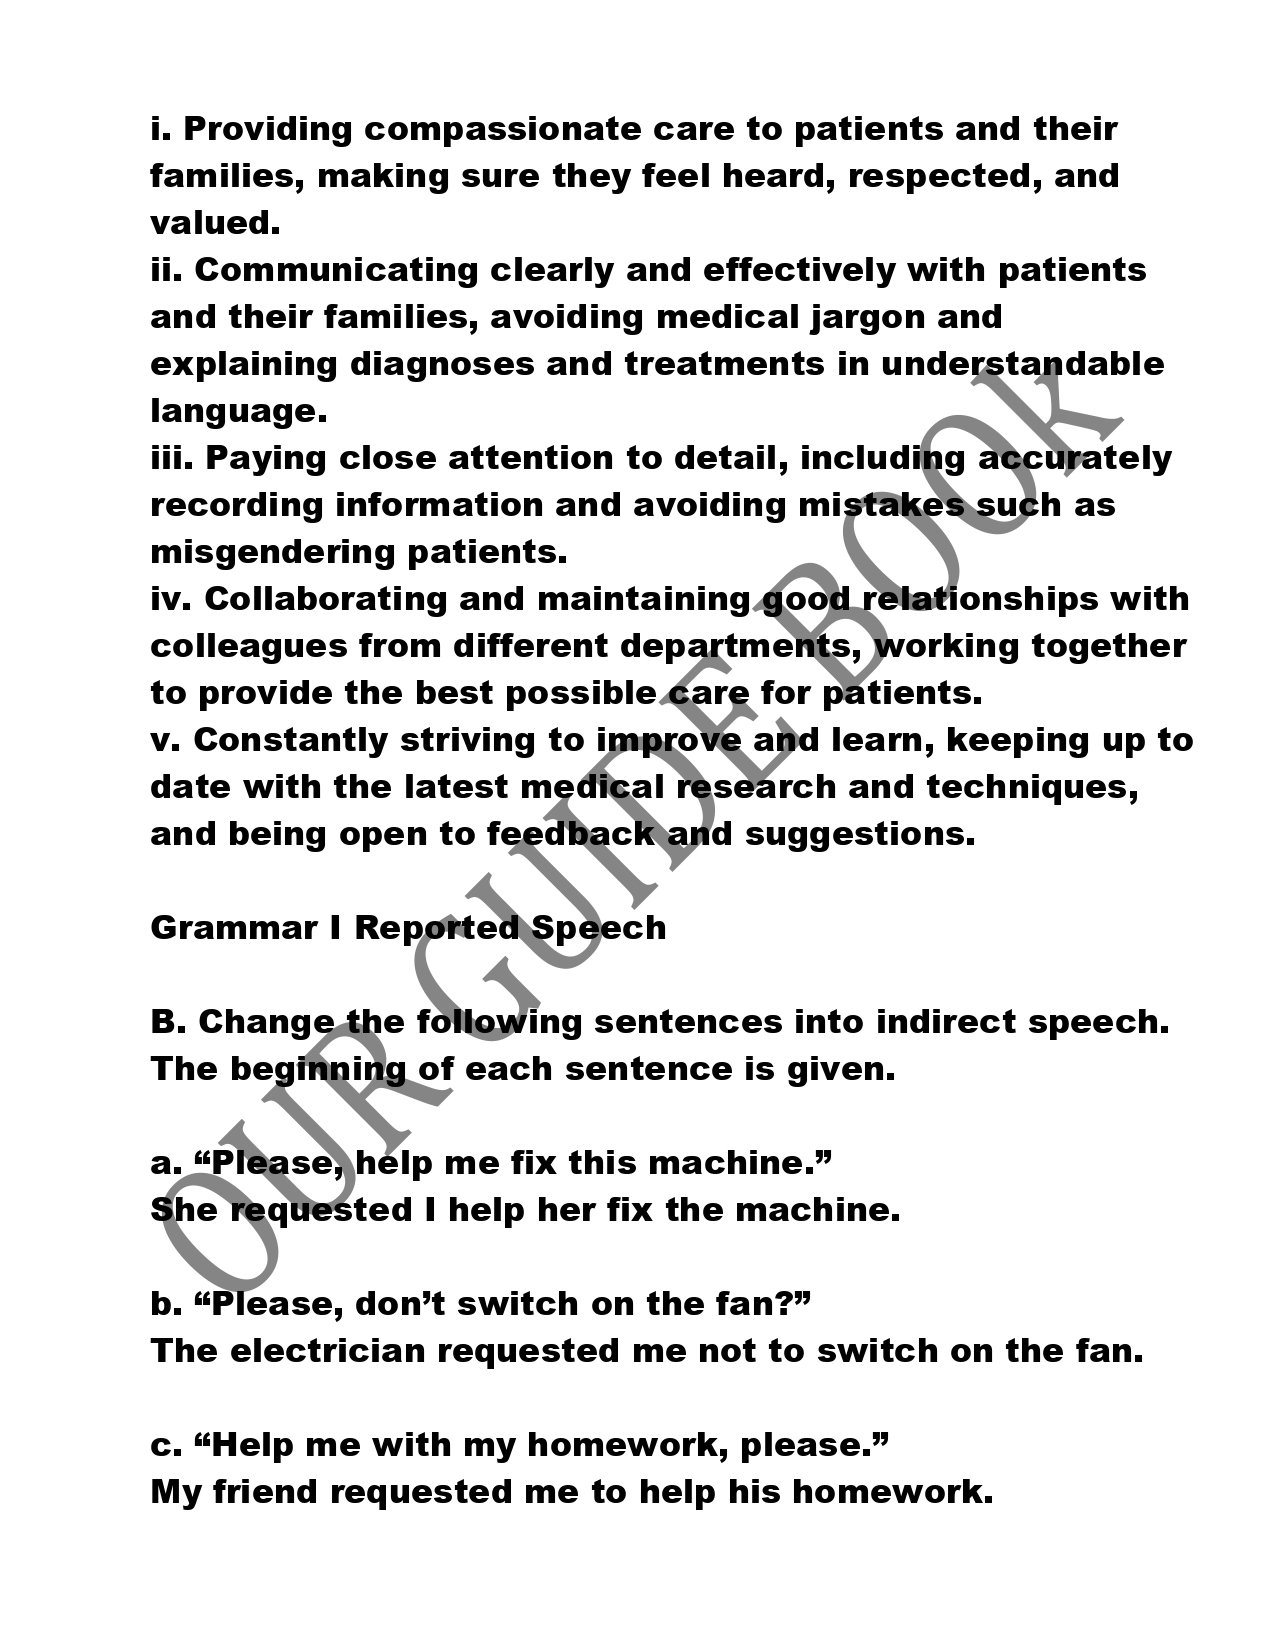 i. Providing compassionate care to patients and their
families, making sure they feel heard, respected, and
valued.
ii. Communicating clearly and effectively with patients
and their families, avoiding medical jargon and
explaining diagnoses and treatments in understandable
language.
iii. Paying close attention to detail, including accurately
recording information and avoiding mistakes such as
misgendering patients.
iv. Collaborating and maintaining good relationships with
colleagues from different departments, working together
to provide the best possible care for patients.
v. Constantly striving to improve and learn, keeping up to
date with the latest medical research and techniques,
and being open to feedback and suggestions.
Grammar I Reported Speech
B. Change the following sentences into indirect speech.
The beginning of each sentence is given.
a. “Please, help me fix this machine.”
She requested I help her fix the machine.
b. “Please, don’t switch on the fan?”
The electrician requested me not to switch on the fan.
c. “Help me with my homework, please.”
My friend requested me to help his homework.
OUR GUIDE BOOk